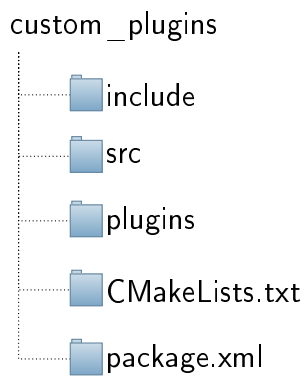 custom_plugins
include
src
plugins
CMakeLists.txt
package.xml